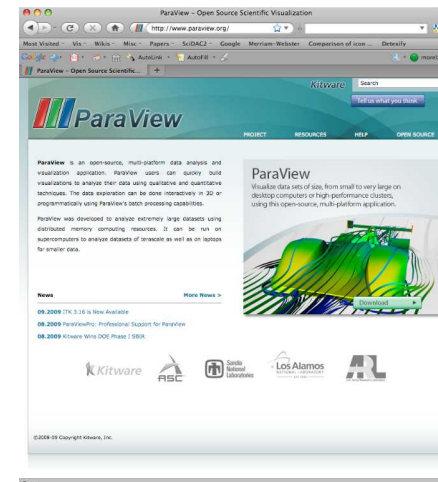 ParaView – Open Source Scientific Visualization
http://www.paraview.org/
Most Visited Vis Wikis Misc Papers SciDAC2 Google Merriam-Webster Comparison of icon ... Detexify
Google AutoLink AutoFill
ParaView – Open Source Scientific...
Kitware Search
Tell us what you think
ParaView
PROJECT RESOURCES HELP OPEN SOURCE
ParaView is an open-source, multi-platform data analysis and
visualization application. ParaView users can quickly build
visualizations to analyze their data using qualitative and quantitative
techniques. The data exploration can be done interactively in 3D or
programmatically using ParaView's batch processing capabilities.
ParaView was developed to analyze extremely large datasets using
distributed memory computing resources. It can be run on
supercomputers to analyze datasets of terascale as well as on laptops
for smaller data.
ParaView
Visualize data sets of size, from small to very large on
desktop computers or high-performance clusters,
using this open-source, multi-platform application.
Download
News More News >
09.2009 ITK 3.16 is Now Available
08.2009 ParaViewPro: Professional Support for ParaView
08.2009 Kitware Wins DOE Phase I SBIR
Kitware
ASC
Sandia
National
Laboratories
Los Alamos
NATIONAL LABORATORY
ARL
©2008-09 Copyright Kitware, Inc.